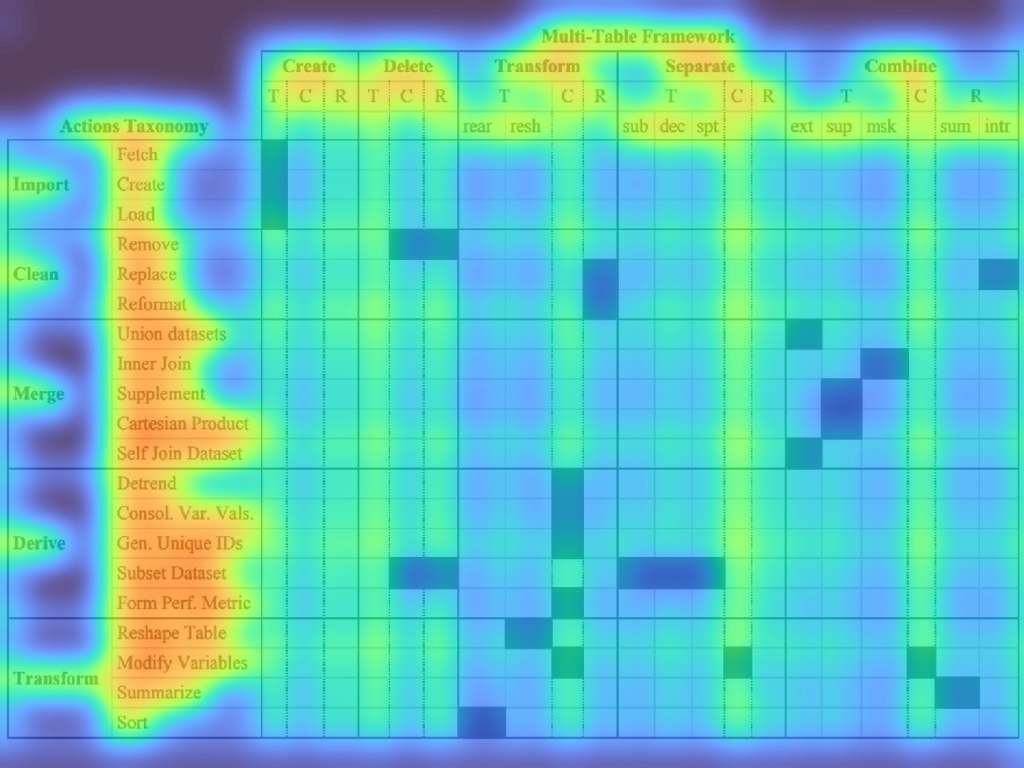 Multi-Table Framework
Create Delete Transform Separate Combine
T C R T C R T C R T C R T C R
Actions Taxonomy rear resh sub dec spt ext sup msk sum intr
Fetch
Import Create
Load
Remove
Clean Replace
Reformat
Union datasets
Inner Join
Merge Supplement
Cartesian Product
Self Join Dataset
Detrend
Consol. Var. Vals.
Derive Gen. Unique IDs
Subset Dataset
Form Perf. Metric
Reshape Table
Modify Variables
Transform
Summarize
Sort